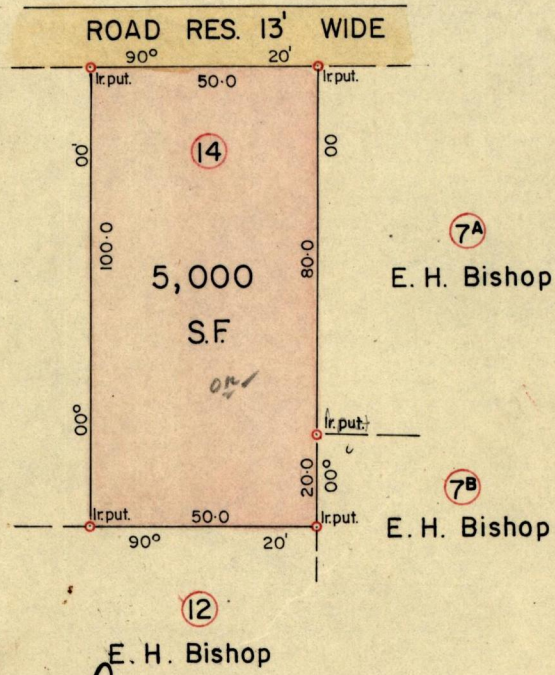 ROAD RES. 13' WIDE
90° 20'
Ir.put. 50·0 Ir.put.
14
00' 00
7A
E. H. Bishop
100·0 80·0
5,000
S.F.
00° Ir.put.
20·0 00°
7B
E. H. Bishop
Ir.put. 50·0 Ir.put.
90° 20'
12
E. H. Bishop